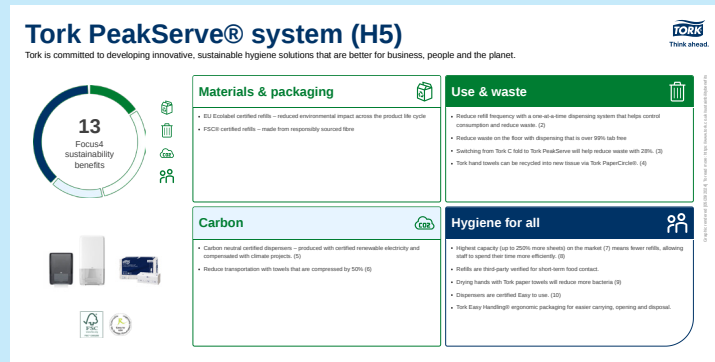 Tork PeakServe® system (H5)
Tork is committed to developing innovative, sustainable hygiene solutions that are better for business, people and the planet.
TORK
Think ahead.
13
Focus4
sustainability
benefits
Materials & packaging
• EU Ecolabel certified refills – reduced environmental impact across the product life cycle
• FSC® certified refills – made from responsibly sourced fibre
Use & waste
• Reduce refill frequency with a one-at-a-time dispensing system that helps control
consumption and reduce waste. (2)
• Reduce waste on the floor with dispensing that is over 99% tab free
• Switching from Tork C fold to Tork PeakServe will help reduce waste with 28%. (3)
• Tork hand towels can be recycled into new tissue via Tork PaperCircle®. (4)
Carbon
CO2
• Carbon neutral certified dispensers – produced with certified renewable electricity and
compensated with climate projects. (5)
• Reduce transportation with towels that are compressed by 50% (6)
Hygiene for all
• Highest capacity (up to 250% more sheets) on the market (7) means fewer refills, allowing
staff to spend their time more efficiently. (8)
• Refills are third-party verified for short-term food contact.
• Drying hands with Tork paper towels will reduce more bacteria (9)
• Dispensers are certified Easy to use. (10)
• Tork Easy Handling® ergonomic packaging for easier carrying, opening and disposal.
FSC